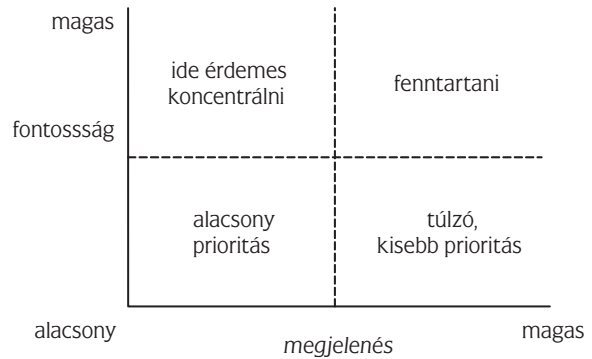 magas
ide érdemes
koncentrálni
fenntartani
fontossság
alacsony
prioritás
túlzó,
kisebb prioritás
alacsony
megjelenés
magas